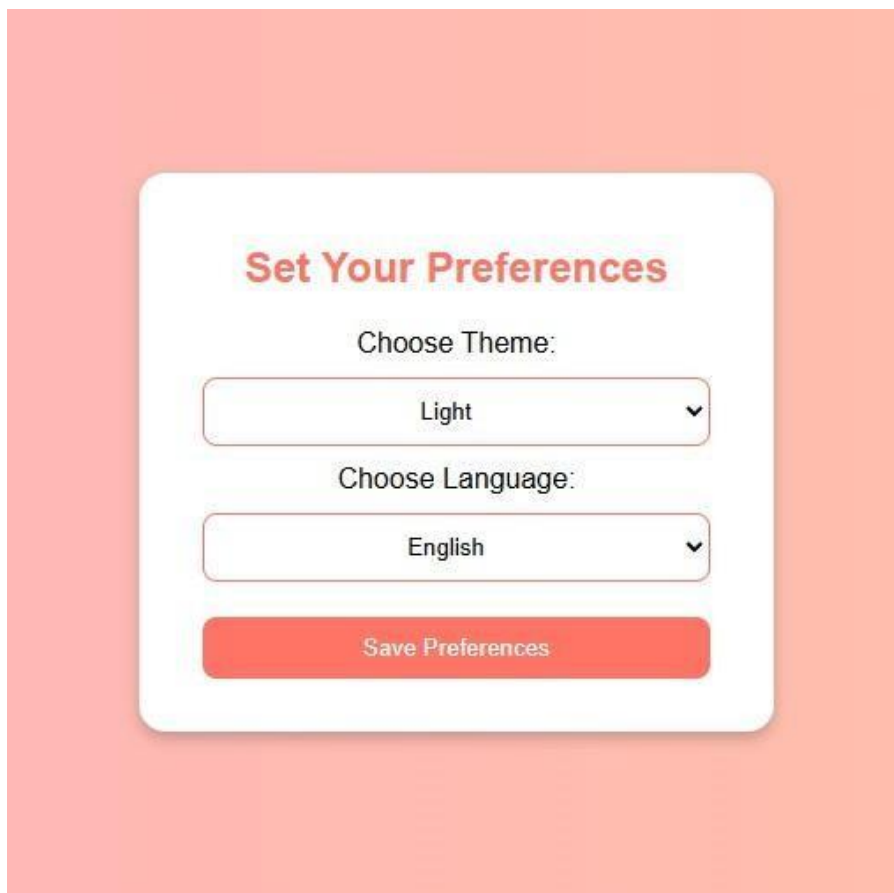 Set Your Preferences
Choose Theme:
Light
Choose Language:
English
Save Preferences